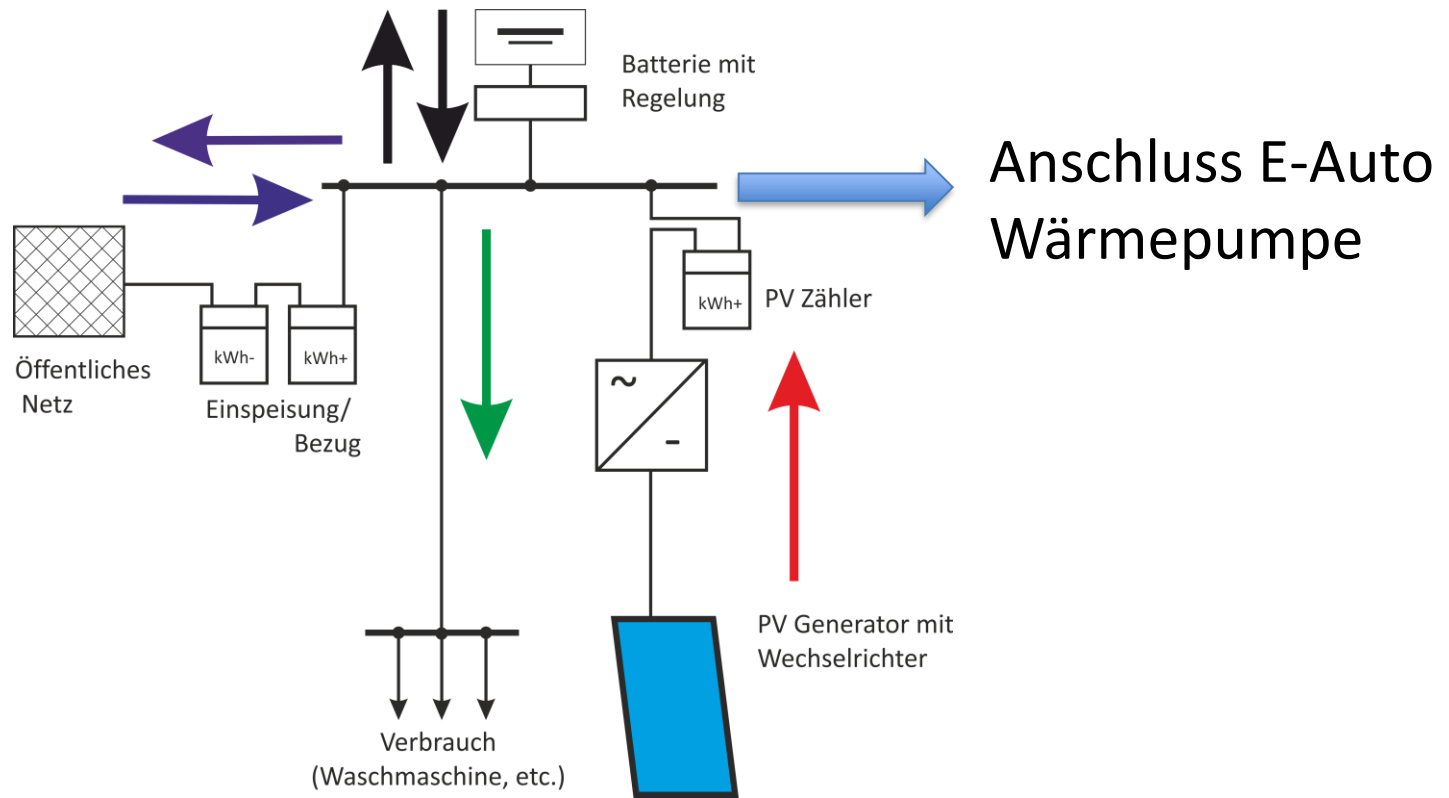 Batterie mit
Regelung
Anschluss E-Auto
Wärmepumpe
kWh+
PV Zähler
kWh-
kWh+
Öffentliches
Netz
Einspeisung/
Bezug
~
-
PV Generator mit
Wechselrichter
Verbrauch
(Waschmaschine, etc.)